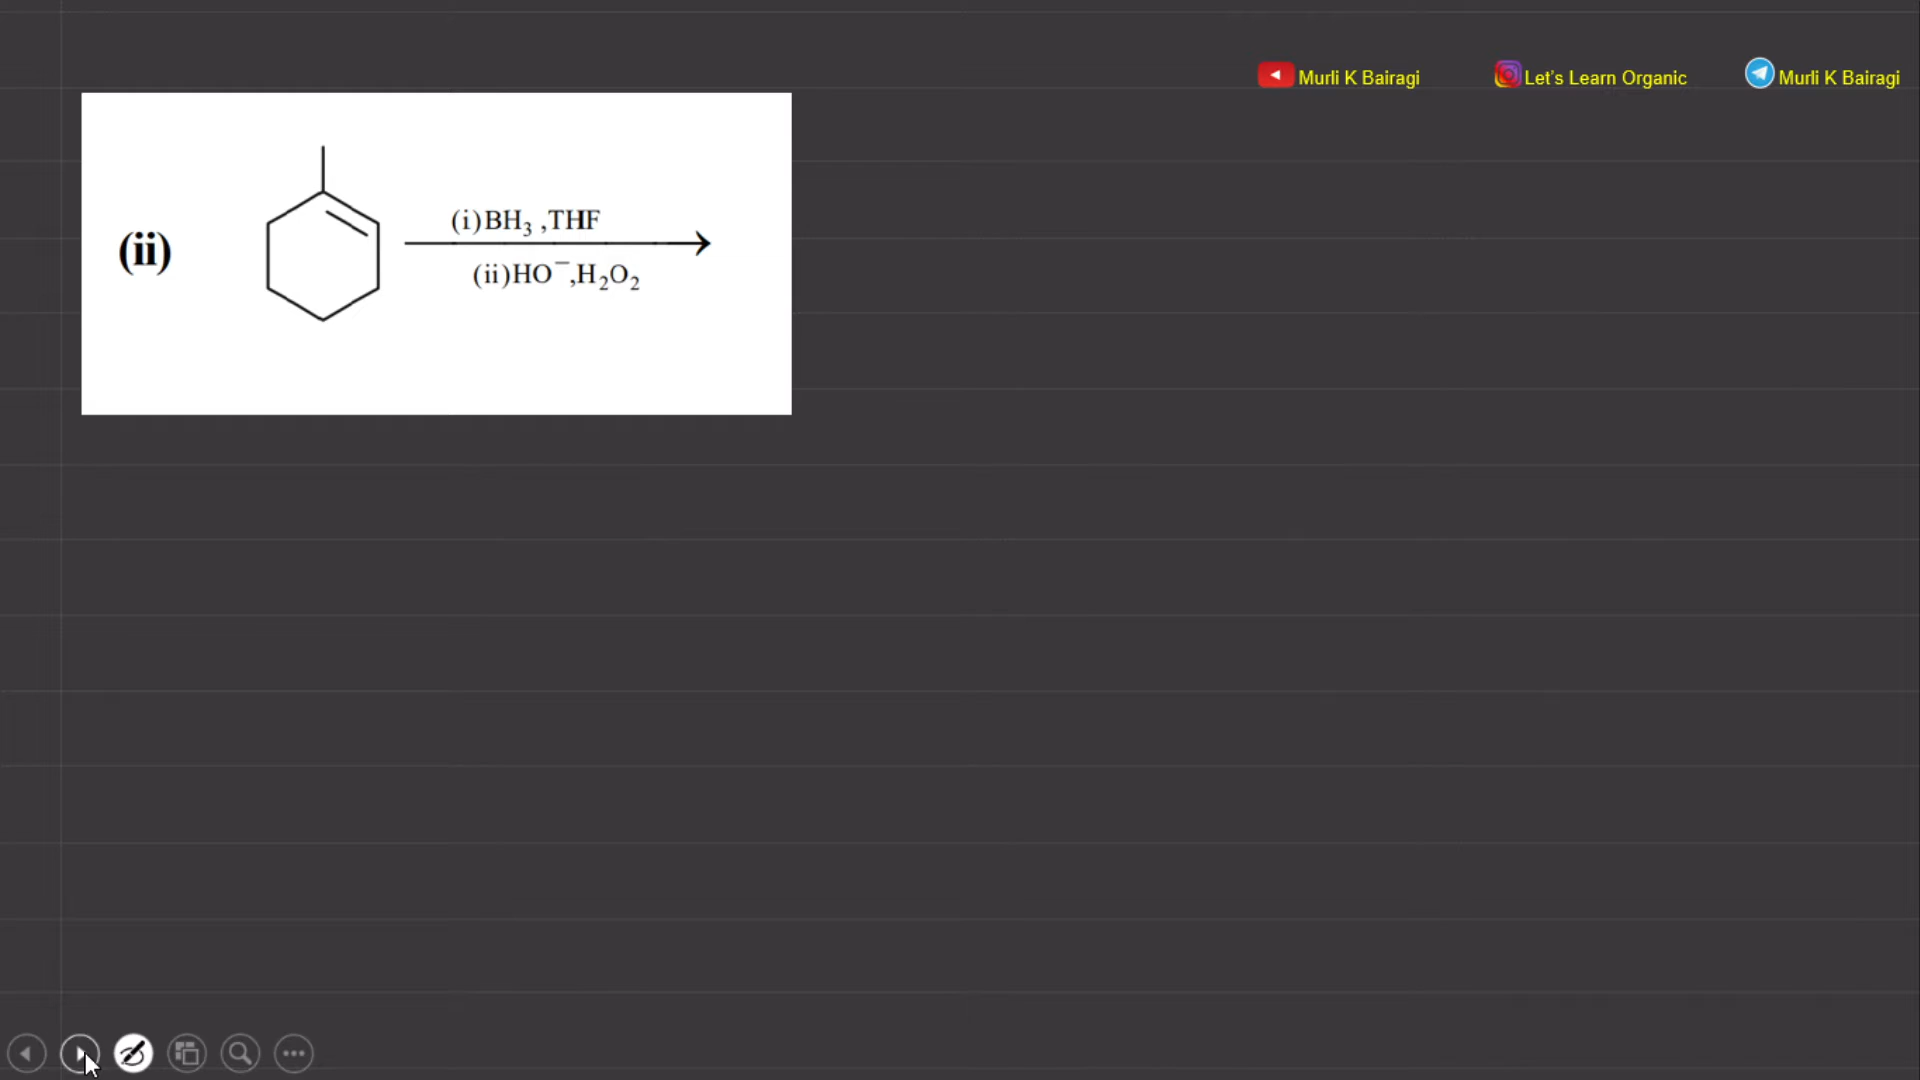 Murli K Bairagi Let's Learn Organic Murli K Bairagi
(ii)
(i)BH₃ ,THF
(ii)HO⁻,H₂O₂